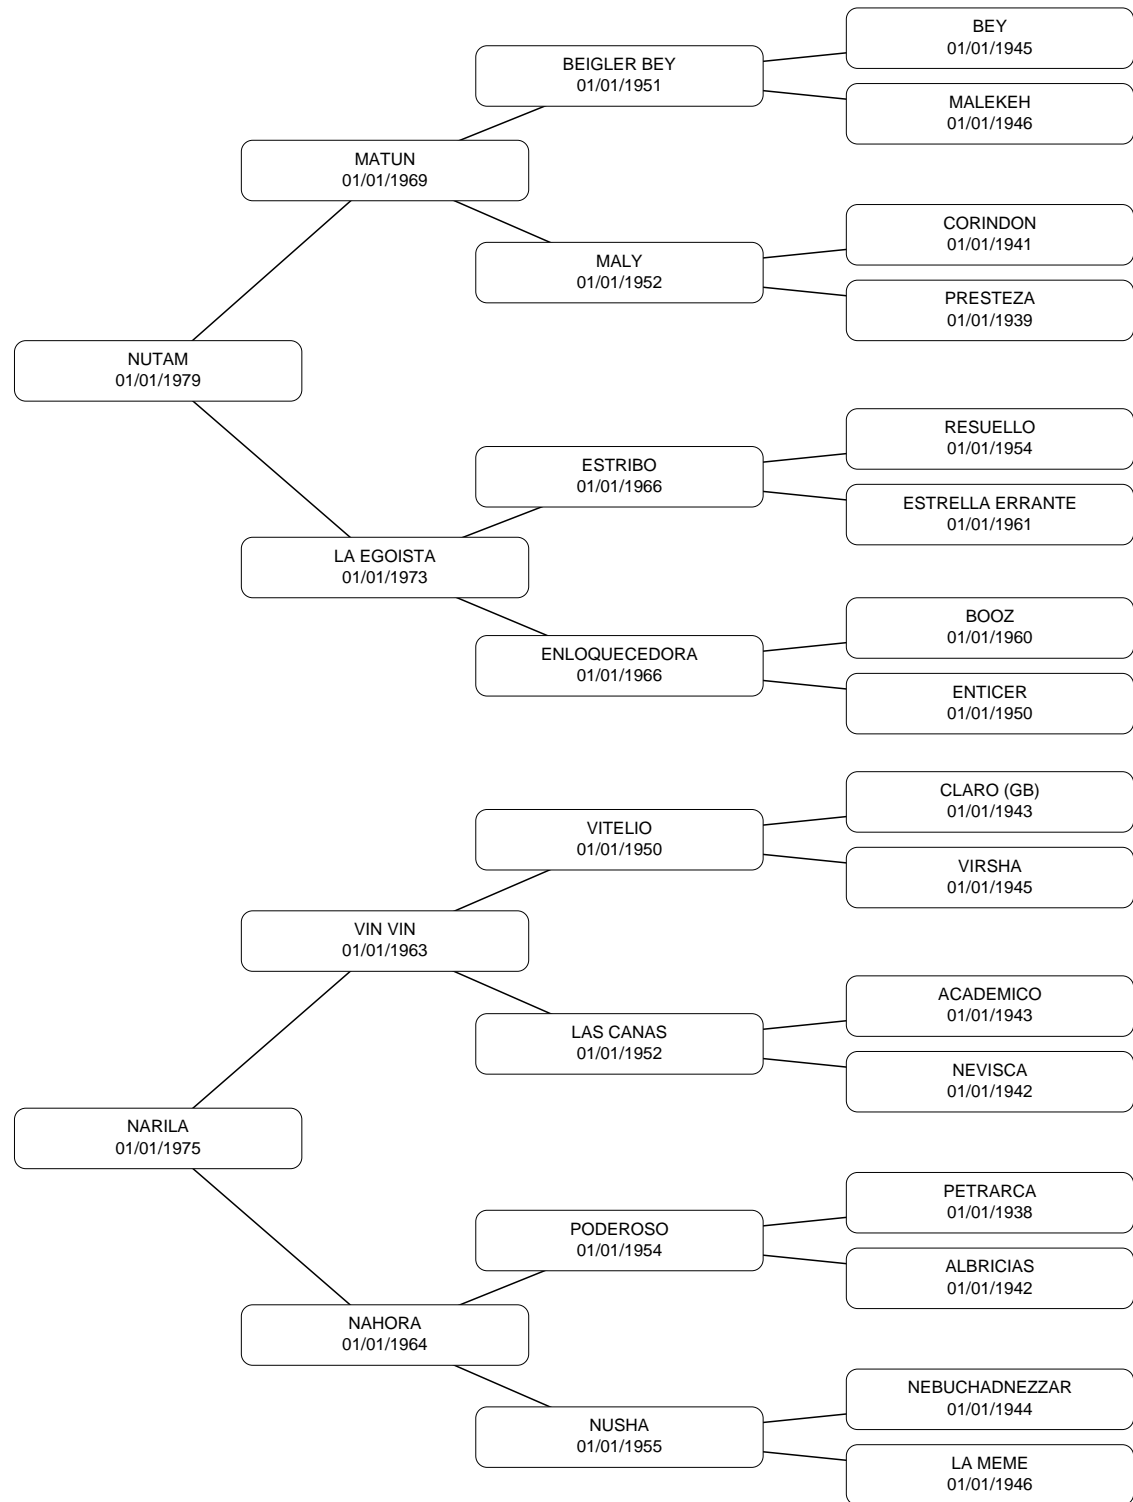 BEY
01/01/1945
BEIGLER BEY
01/01/1951
MALEKEH
01/01/1946
MATUN
01/01/1969
CORINDON
01/01/1941
MALY
01/01/1952
PRESTEZA
01/01/1939
NUTAM
01/01/1979
RESUELLO
01/01/1954
ESTRIBO
01/01/1966
ESTRELLA ERRANTE
01/01/1961
LA EGOISTA
01/01/1973
BOOZ
01/01/1960
ENLOQUECEDORA
01/01/1966
ENTICER
01/01/1950
CLARO (GB)
01/01/1943
VITELIO
01/01/1950
VIRSHA
01/01/1945
VIN VIN
01/01/1963
ACADEMICO
01/01/1943
LAS CANAS
01/01/1952
NEVISCA
01/01/1942
NARILA
01/01/1975
PETRARCA
01/01/1938
PODEROSO
01/01/1954
ALBRICIAS
01/01/1942
NAHORA
01/01/1964
NEBUCHADNEZZAR
01/01/1944
NUSHA
01/01/1955
LA MEME
01/01/1946